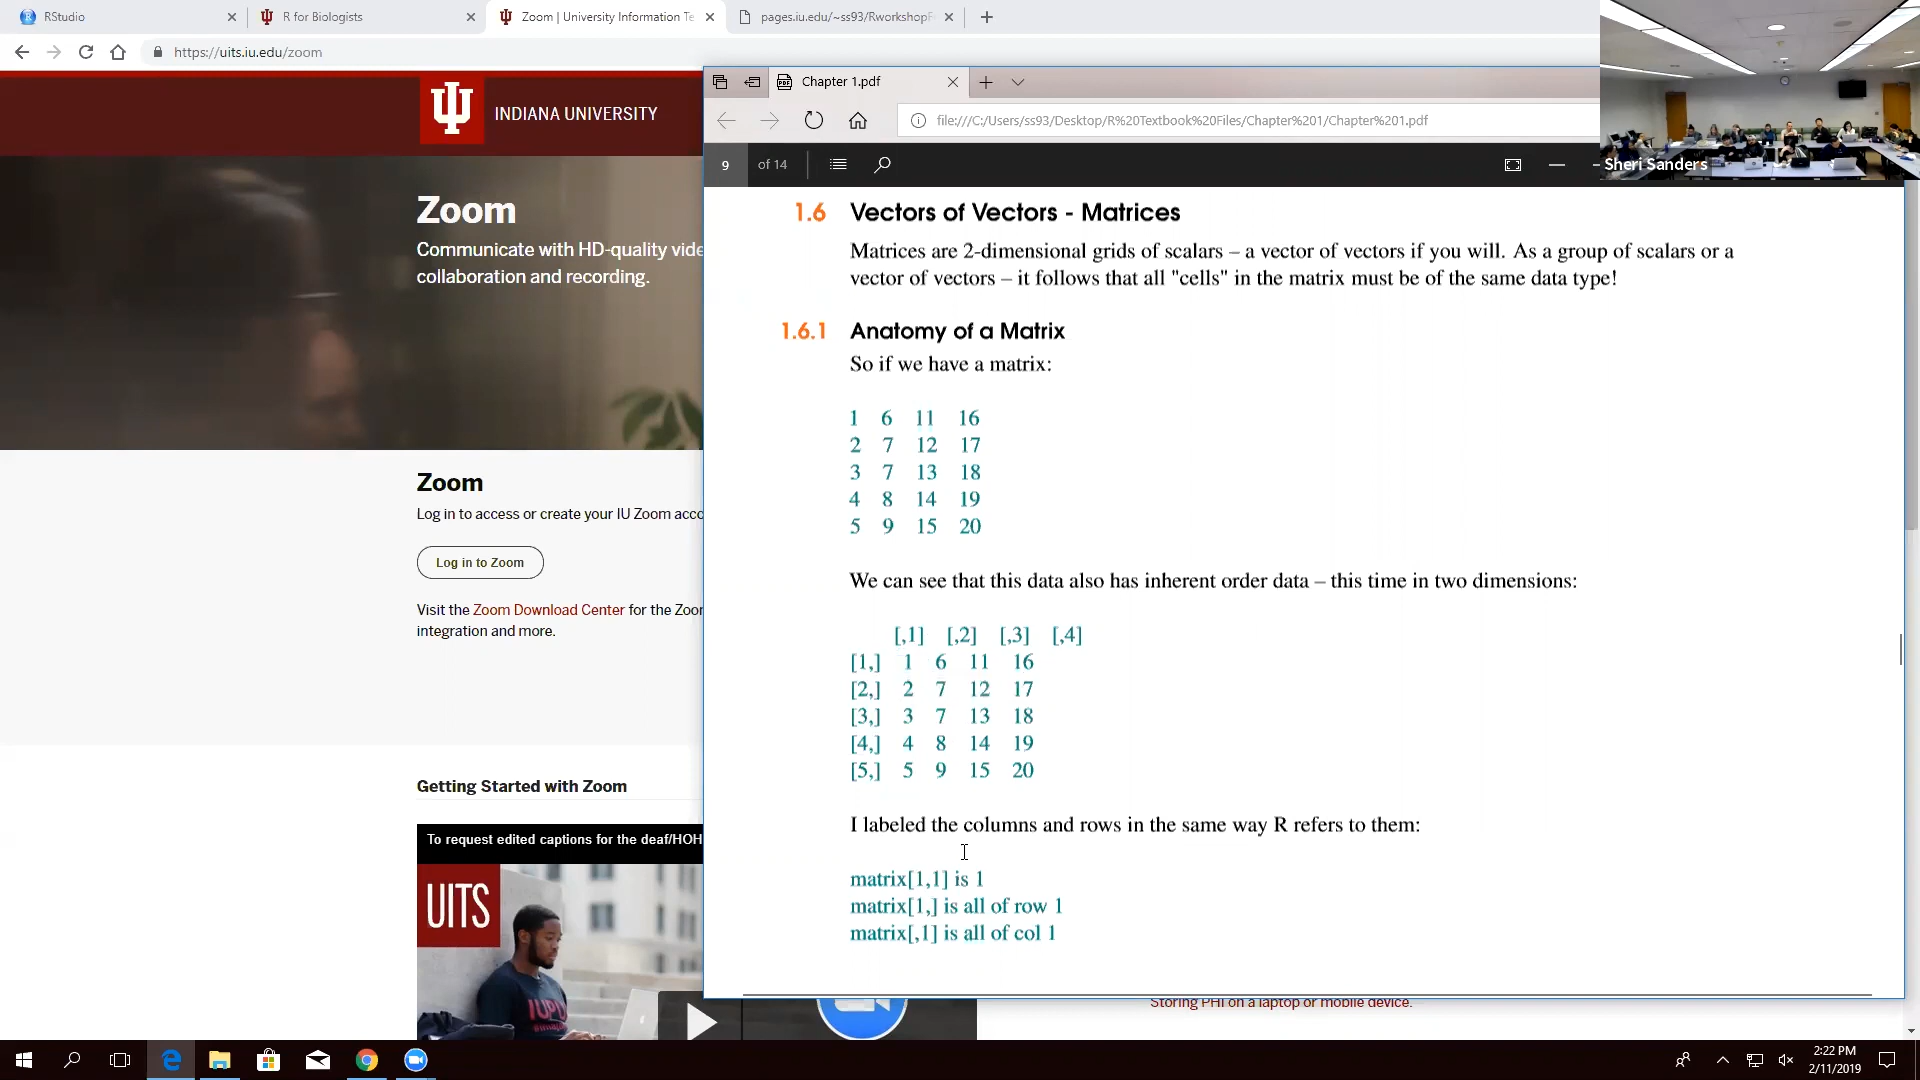 RStudio
R for Biologists
Zoom | University Information Te
pages.iu.edu/~ss93/RworkshopF
https://uits.iu.edu/zoom
INDIANA UNIVERSITY
Zoom
Communicate with HD-quality vide
collaboration and recording.
Zoom
Log in to access or create your IU Zoom acco
Log in to Zoom
Visit the Zoom Download Center for the Zoom
integration and more.
Getting Started with Zoom
To request edited captions for the deaf/HOH
UITS
IUPUI
Chapter 1.pdf
file:///C:/Users/ss93/Desktop/R%20Textbook%20Files/Chapter%201/Chapter%201.pdf
9 of 14
Sheri Sanders
1.6 Vectors of Vectors - Matrices
Matrices are 2-dimensional grids of scalars – a vector of vectors if you will. As a group of scalars or a
vector of vectors – it follows that all "cells" in the matrix must be of the same data type!
1.6.1 Anatomy of a Matrix
So if we have a matrix:
1 6 11 16
2 7 12 17
3 7 13 18
4 8 14 19
5 9 15 20
We can see that this data also has inherent order data – this time in two dimensions:
[,1] [,2] [,3] [,4]
[1,] 1 6 11 16
[2,] 2 7 12 17
[3,] 3 7 13 18
[4,] 4 8 14 19
[5,] 5 9 15 20
I labeled the columns and rows in the same way R refers to them:
matrix[1,1] is 1
matrix[1,] is all of row 1
matrix[,1] is all of col 1
Storing PHI on a laptop or mobile device.
2:22 PM
2/11/2019